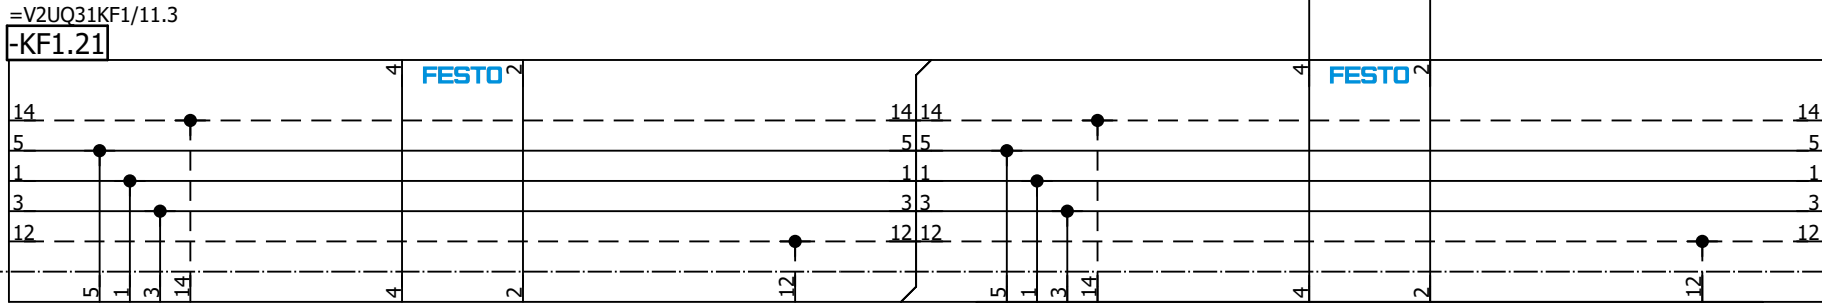 =V2UQ31KF1/11.3
-KF1.21
4 FESTO 2 4 FESTO 2
14 14 14 14
5 5 5 5
1 1 1 1
3 3 3 3
12 12 12 12
5 1 3 14 4 2 12 5 1 3 14 4 2 12